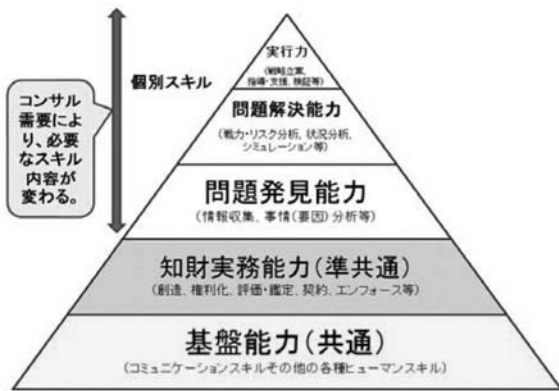 実行力
(戦略立案、
指導・支援、検証等)
個別スキル
問題解決能力
(戦力・リスク分析、状況分析、
シミュレーション等)
コンサル
需要によ
り、必要
なスキル
内容が
変わる。
問題発見能力
(情報収集、事情(要因)分析等)
知財実務能力(準共通)
(創造、権利化、評価・鑑定、契約、エンフォース等)
基盤能力(共通)
(コミュニケーションスキルその他の各種ヒューマンスキル)